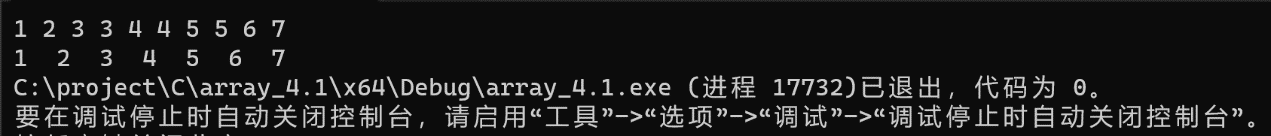 1 2 3 3 4 4 5 5 6 7
1  2  3  4  5  6  7
C:\project\C\array_4.1\x64\Debug\array_4.1.exe (进程 17732)已退出，代码为 0。
要在调试停止时自动关闭控制台，请启用“工具”->“选项”->“调试”->“调试停止时自动关闭控制台”。